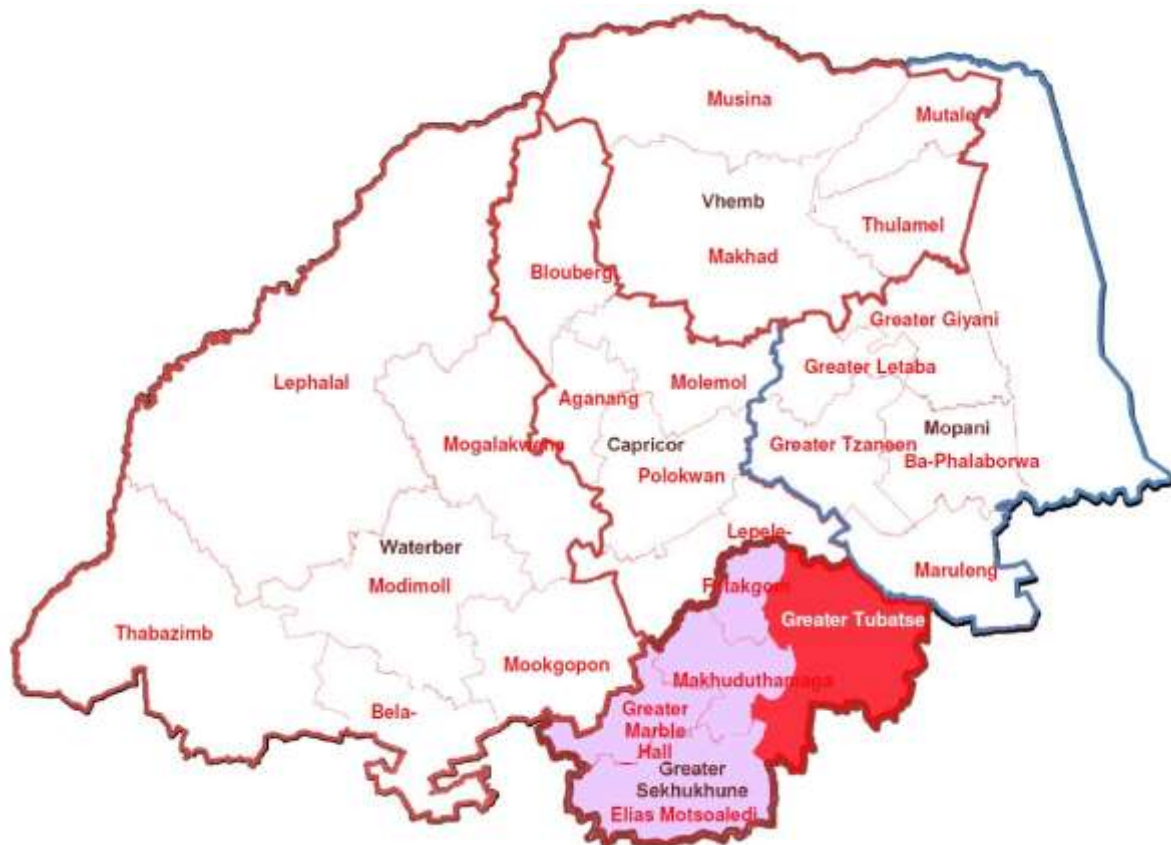 Musina
Mutale
Vhemb
Thulamel
Makhad
Blouberg
Greater Giyani
Greater Letaba
Lephalal
Molemol
Aganang
Mopani
Mogalakwena
Capricor
Greater Tzaneen
Ba-Phalaborwa
Polokwan
Lepele-
Waterber
Maruleng
Modimoll
Fetakgom
Greater Tubatse
Thabazimb
Mookgopon
Makhuduthamaga
Bela-
Greater
Marble
Hall
Greater
Sekhukhune
Elias Motsoaledi